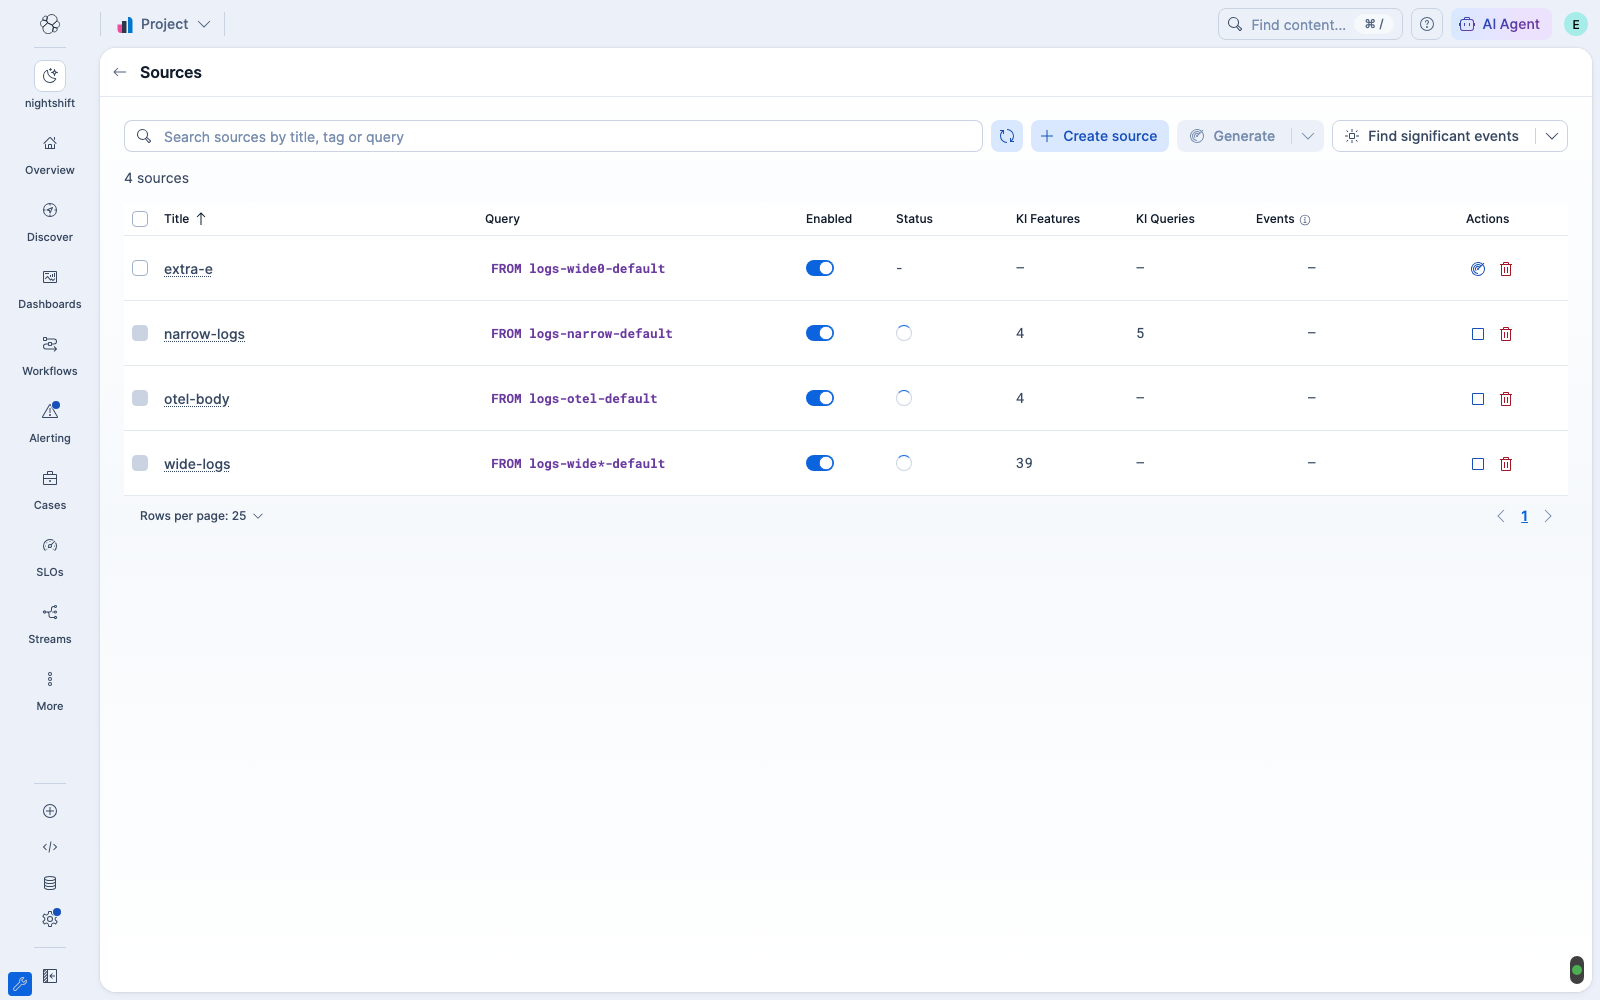 Project
Find content...
⌘ /
AI Agent
E
nightshift
Overview
Discover
Dashboards
Workflows
Alerting
Cases
SLOs
Streams
More
Sources
Search sources by title, tag or query
Create source
Generate
Find significant events
4 sources
Title Query Enabled Status KI Features KI Queries Events Actions
extra-e FROM logs-wide0-default - – – –
narrow-logs FROM logs-narrow-default 4 5 –
otel-body FROM logs-otel-default 4 – –
wide-logs FROM logs-wide*-default 39 – –
Rows per page: 25
1